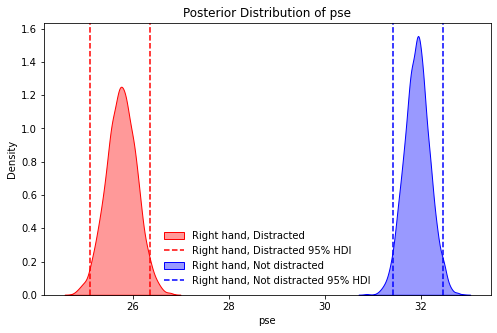 Posterior Distribution of pse
1.6
1.4
1.2
1.0
0.8
0.6
0.4
0.2
0.0
Density
Right hand, Distracted
Right hand, Distracted 95% HDI
Right hand, Not distracted
Right hand, Not distracted 95% HDI
26 28 30 32
pse